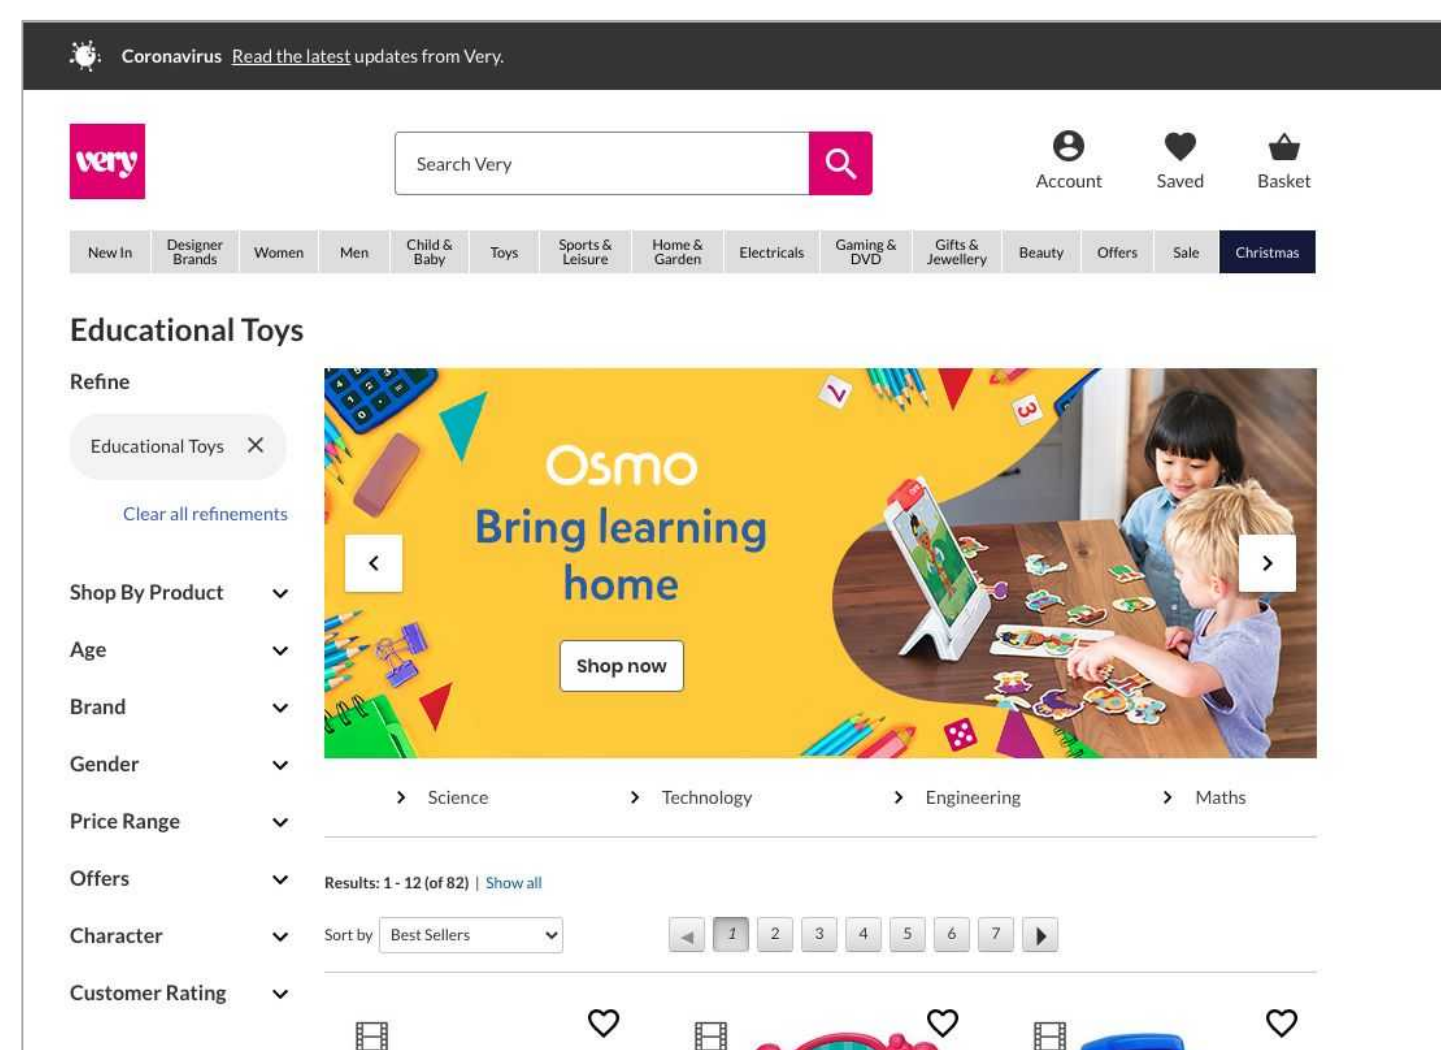 Coronavirus Read the latest updates from Very.
very
Search Very
Account
Saved
Basket
New In
Designer
Brands
Women
Men
Child &
Baby
Toys
Sports &
Leisure
Home &
Garden
Electricals
Gaming &
DVD
Gifts &
Jewellery
Beauty
Offers
Sale
Christmas
Educational Toys
Refine
Educational Toys
Clear all refinements
Shop By Product
Age
Brand
Gender
Price Range
Offers
Character
Customer Rating
Osmo
Bring learning
home
Shop now
Science
Technology
Engineering
Maths
Results: 1 - 12 (of 82) | Show all
Sort by Best Sellers
1 2 3 4 5 6 7